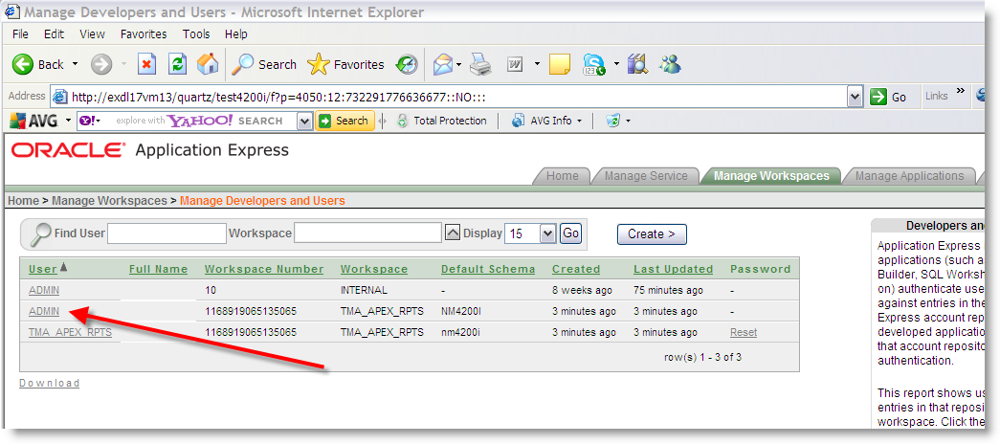 Manage Developers and Users - Microsoft Internet Explorer
File Edit View Favorites Tools Help
Back Search Favorites W
Address http://exdl17vm13/quartz/test4200i/f?p=4050:12:732291776636677::NO::: Go Links »
AVG Y! explore with YAHOO! SEARCH Search Total Protection AVG Info
ORACLE® Application Express
Home Manage Service Manage Workspaces Manage Applications
Home > Manage Workspaces > Manage Developers and Users
Find User Workspace Display 15 Go Create >
User Full Name Workspace Number Workspace Default Schema Created Last Updated Password
ADMIN 10 INTERNAL - 8 weeks ago 75 minutes ago -
ADMIN 1168919065135065 TMA_APEX_RPTS NM4200I 3 minutes ago 3 minutes ago -
TMA_APEX_RPTS 1168919065135065 TMA_APEX_RPTS nm4200i 3 minutes ago 3 minutes ago Reset
row(s) 1 - 3 of 3
Download
Developers an
Application Express
applications (such a
Builder, SQL Worksh
on) authenticate use
against entries in the
Express account rep
developed applicatio
that account reposito
authentication.
This report shows us
entries in that reposi
workspace. Click the